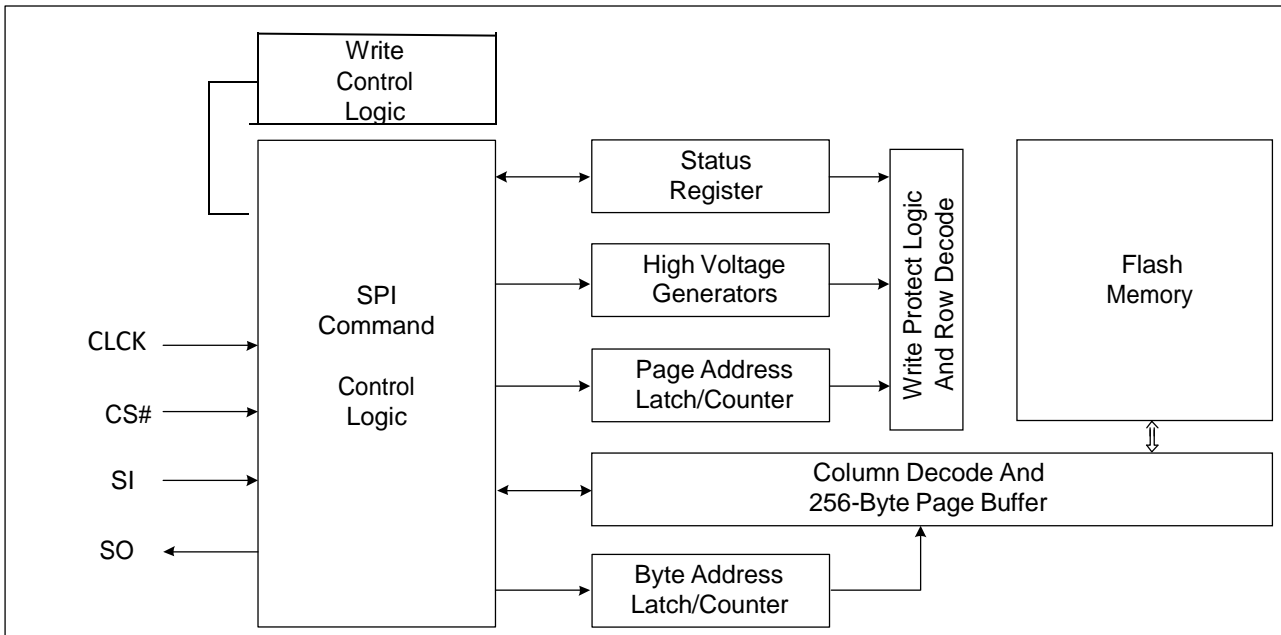 Write
Control
Logic
SPI
Command
Control
Logic
CLCK
CS#
SI
SO
Status
Register
High Voltage
Generators
Page Address
Latch/Counter
Write Protect Logic
And Row Decode
Flash
Memory
Column Decode And
256-Byte Page Buffer
Byte Address
Latch/Counter